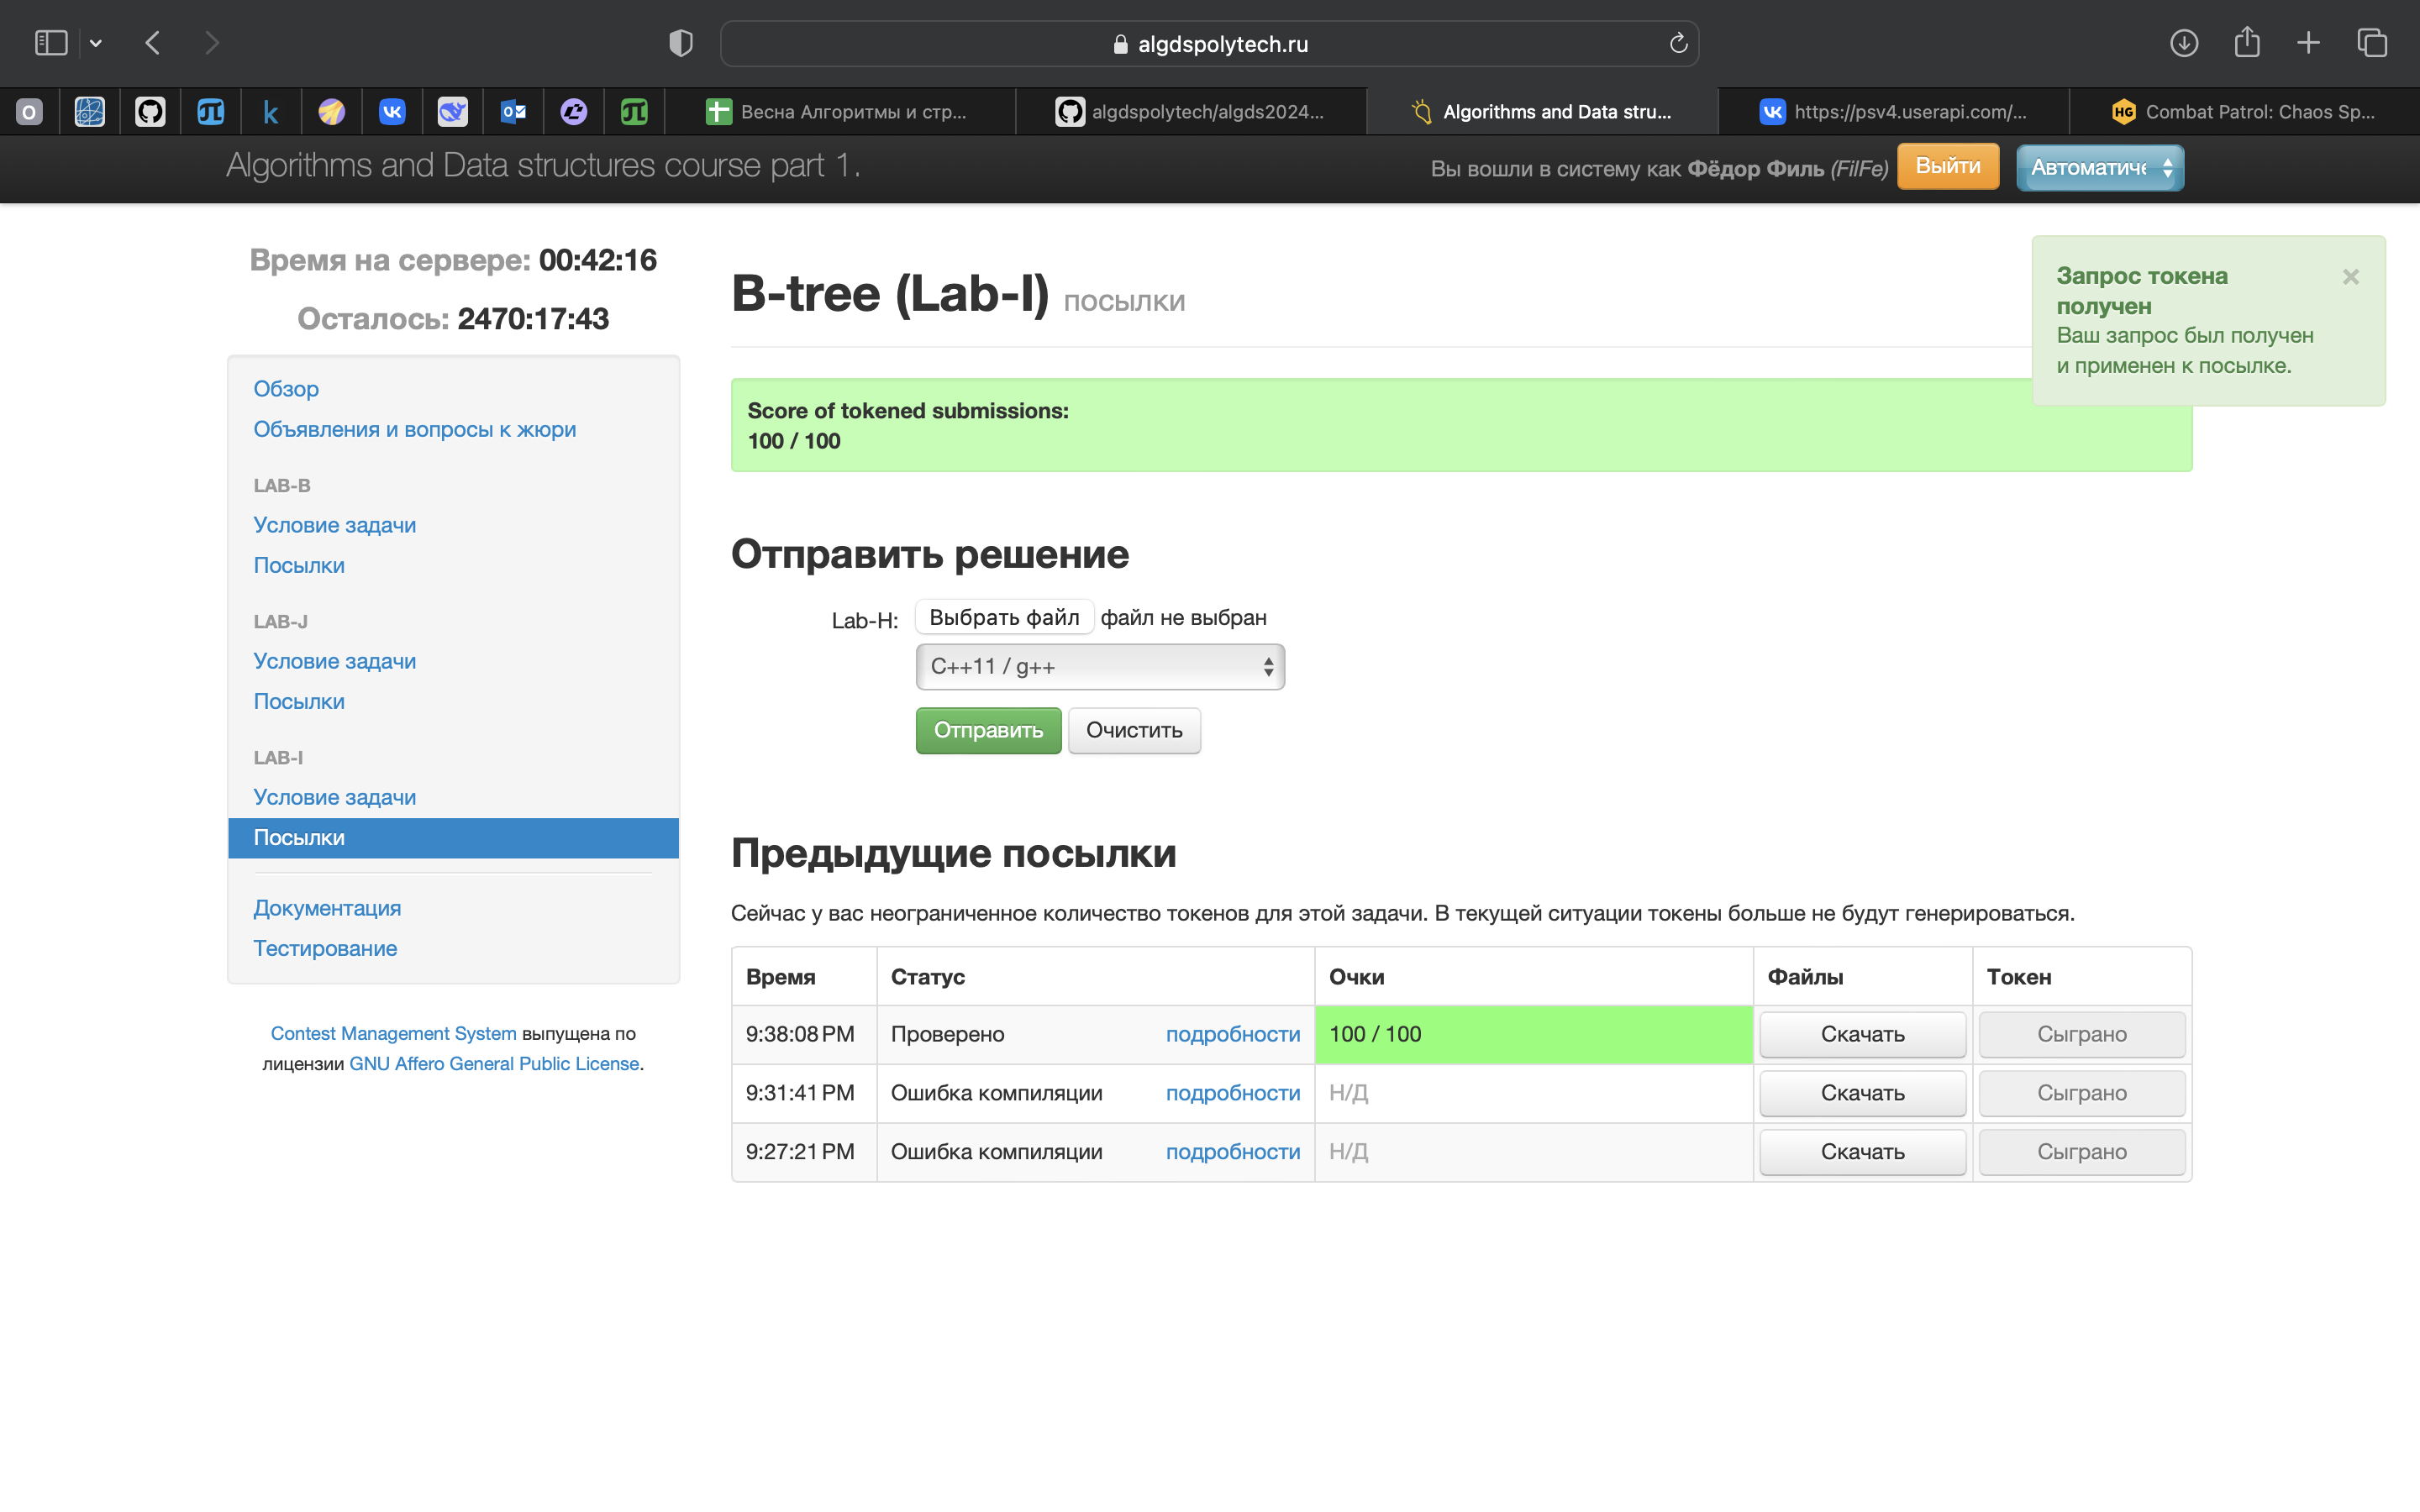 algdspolytech.ru
Весна Алгоритмы и стр...
algdspolytech/algds2024...
Algorithms and Data stru...
https://psv4.userapi.com/...
Combat Patrol: Chaos Sp...
Algorithms and Data structures course part 1.
Вы вошли в систему как Фёдор Филь (FilFe)
Выйти
Автоматиче
Время на сервере: 00:42:16
Осталось: 2470:17:43
Обзор
Объявления и вопросы к жюри
LAB-B
Условие задачи
Посылки
LAB-J
Условие задачи
Посылки
LAB-I
Условие задачи
Посылки
Документация
Тестирование
Contest Management System выпущена по
лицензии GNU Affero General Public License.
B-tree (Lab-I) посылки
Запрос токена
получен
Ваш запрос был получен
и применен к посылке.
Score of tokened submissions:
100 / 100
Отправить решение
Lab-H: Выбрать файл файл не выбран
C++11 / g++
Отправить Очистить
Предыдущие посылки
Сейчас у вас неограниченное количество токенов для этой задачи. В текущей ситуации токены больше не будут генерироваться.
Время Статус Очки Файлы Токен
9:38:08 PM Проверено подробности 100 / 100 Скачать Сыграно
9:31:41 PM Ошибка компиляции подробности Н/Д Скачать Сыграно
9:27:21 PM Ошибка компиляции подробности Н/Д Скачать Сыграно